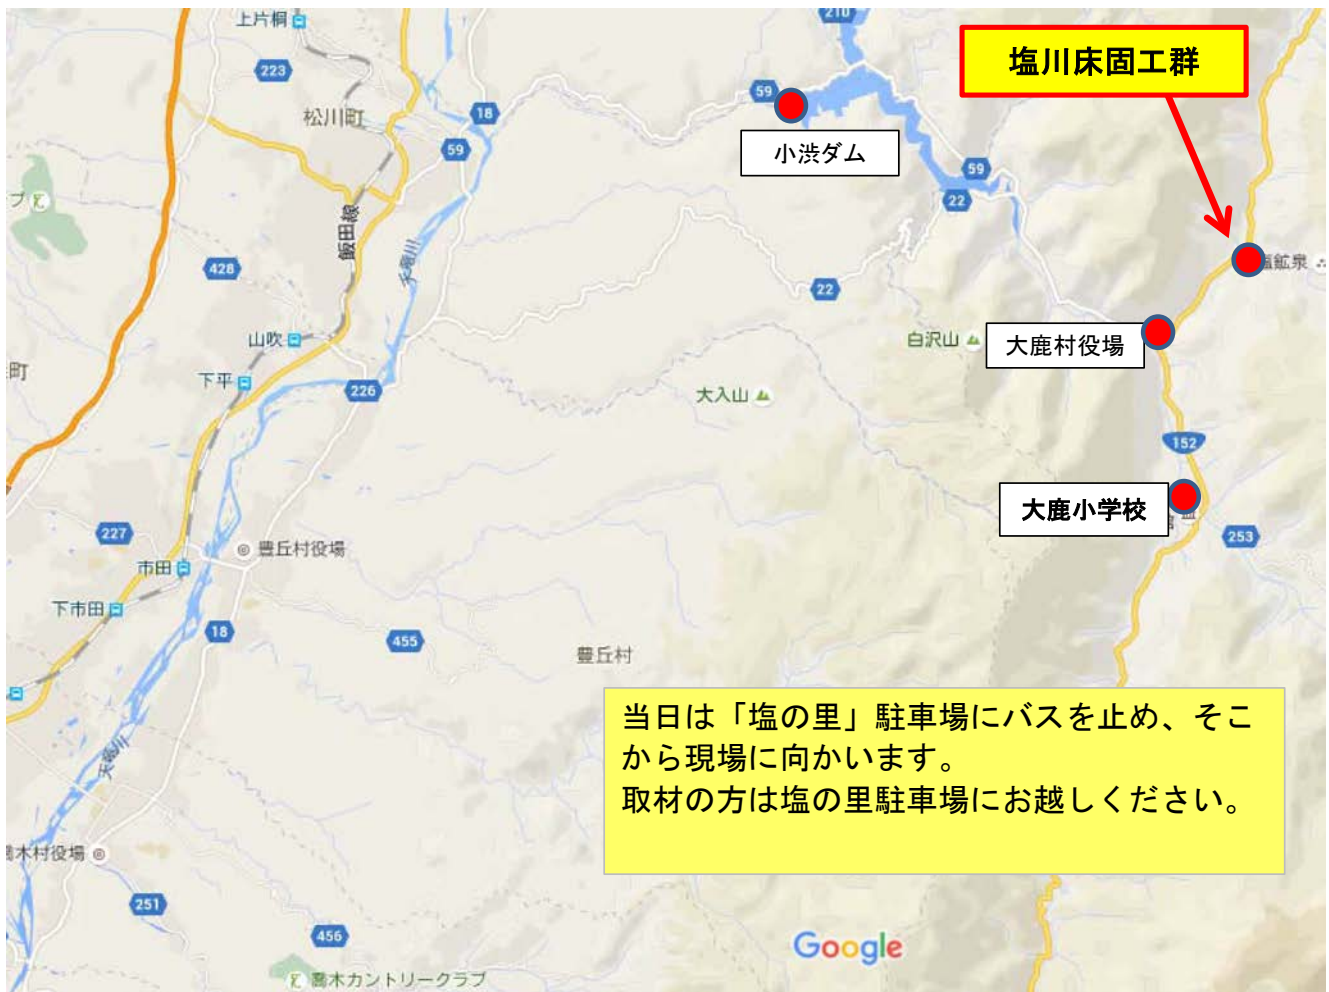 上片桐
210
塩川床固工群
223
59
18
松川町
小渋ダム
59
59
22
飯田線
天竜川
428
塩鉱泉
22
山吹
白沢山
大鹿村役場
町
下平
226
大入山
152
大鹿小学校
227
253
豊丘村役場
市田
下市田
18
455
豊丘村
当日は「塩の里」駐車場にバスを止め、そこ
から現場に向かいます。
取材の方は塩の里駐車場にお越しください。
天竜川
喬木村役場
251
456
Google
喬木カントリークラブ